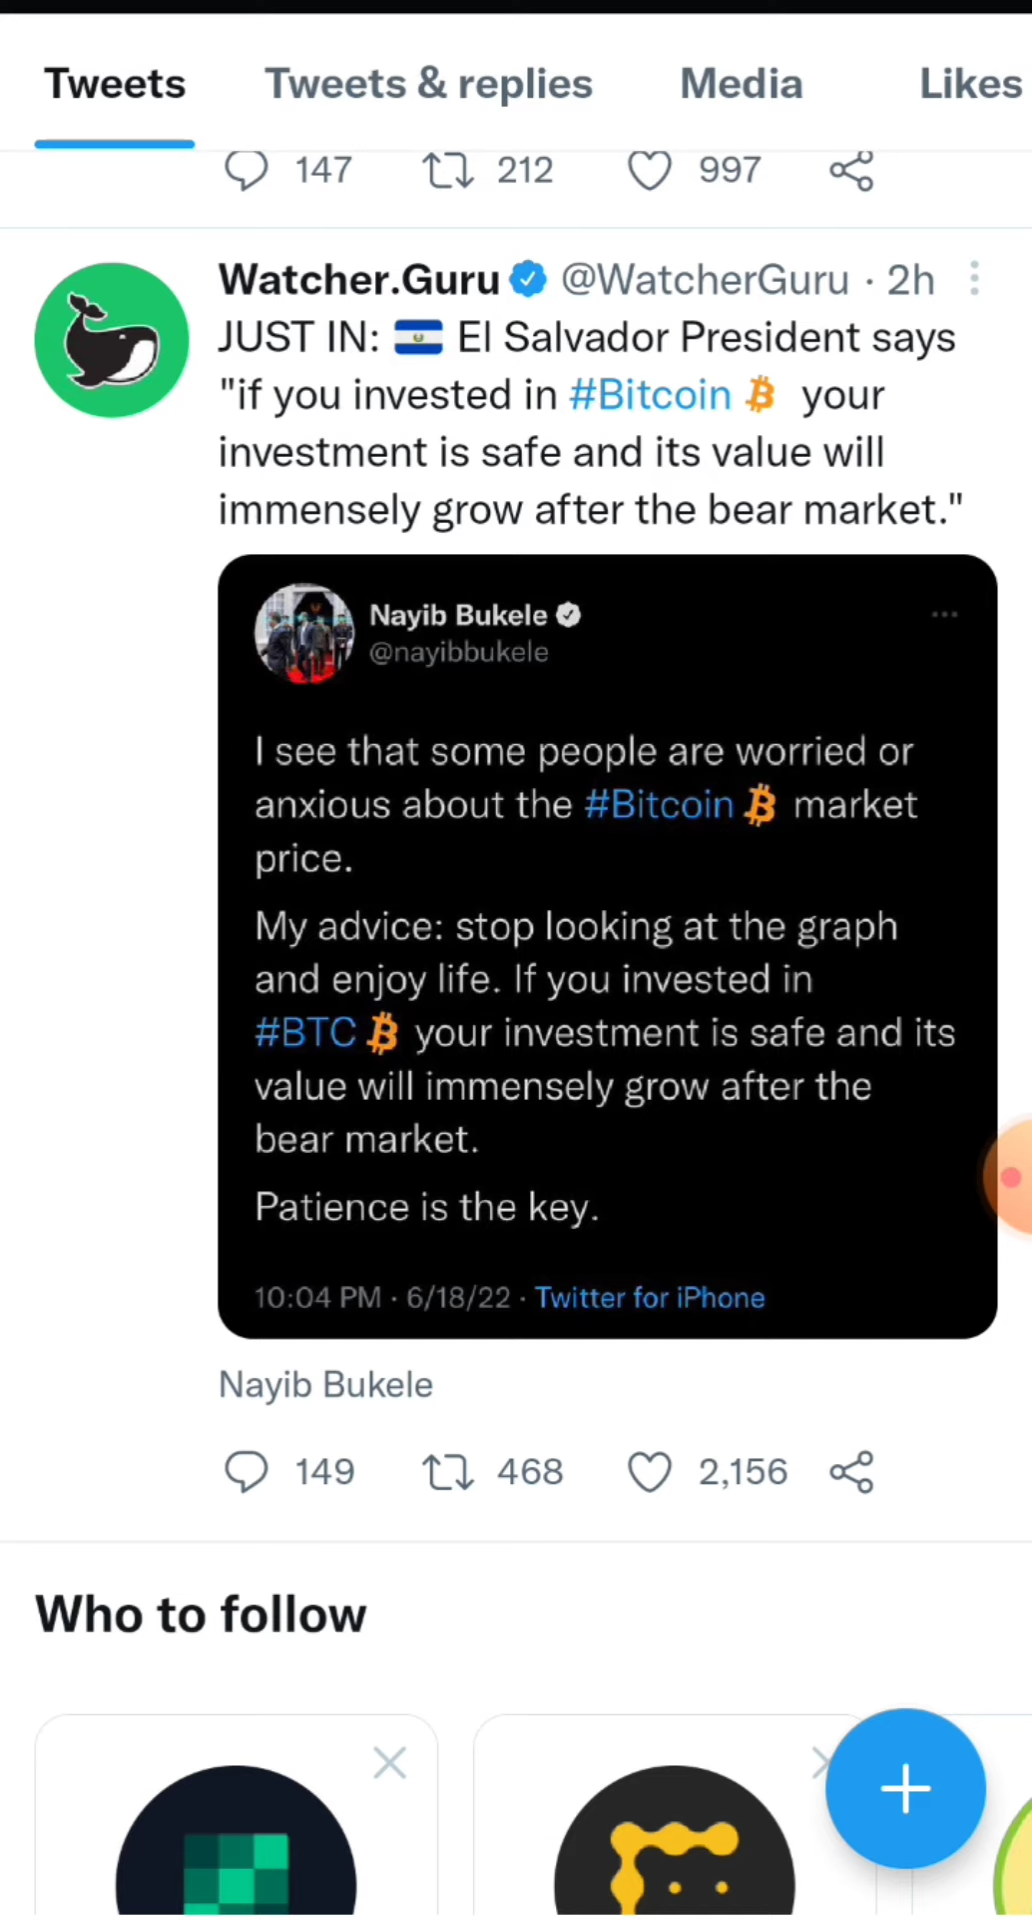 Tweets Tweets & replies Media Likes
147 212 997
Watcher.Guru @WatcherGuru · 2h
JUST IN: 🇸🇻 El Salvador President says
"if you invested in #Bitcoin your
investment is safe and its value will
immensely grow after the bear market."
Nayib Bukele
@nayibbukele
I see that some people are worried or
anxious about the #Bitcoin market
price.
My advice: stop looking at the graph
and enjoy life. If you invested in
#BTC your investment is safe and its
value will immensely grow after the
bear market.
Patience is the key.
10:04 PM · 6/18/22 · Twitter for iPhone
Nayib Bukele
149 468 2,156
Who to follow